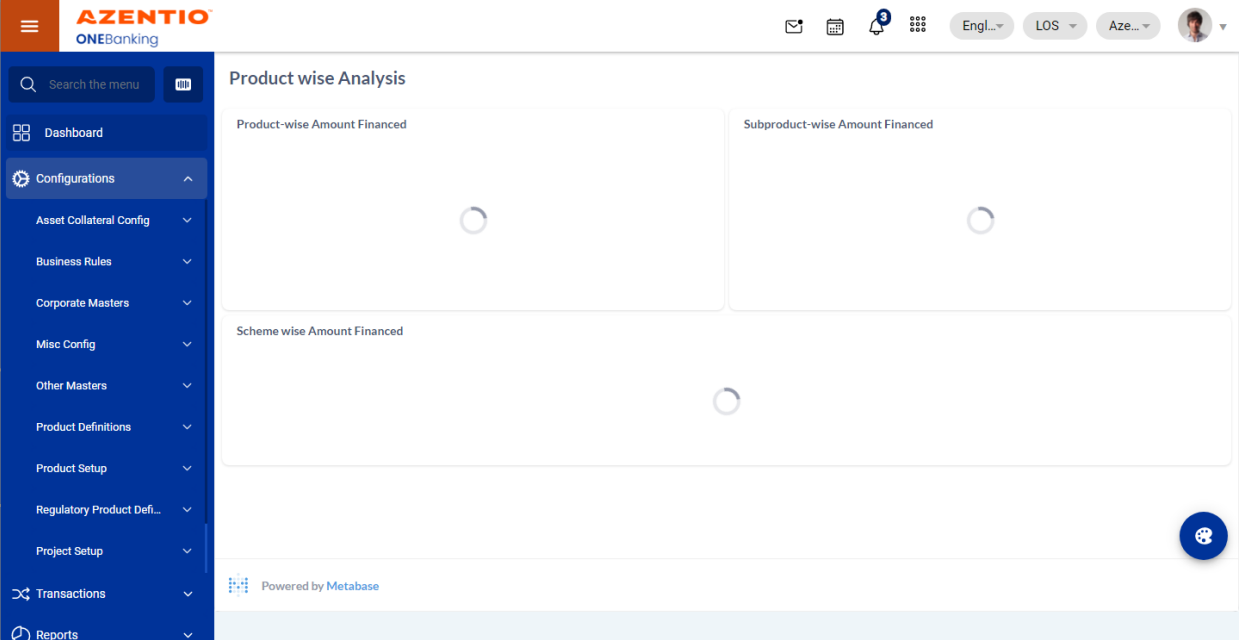 AZENTIO™
ONEBanking
3
Engl...
LOS
Aze...
Search the menu
Dashboard
Configurations
Asset Collateral Config
Business Rules
Corporate Masters
Misc Config
Other Masters
Product Definitions
Product Setup
Regulatory Product Defi...
Project Setup
Transactions
Reports
Product wise Analysis
Product-wise Amount Financed
Subproduct-wise Amount Financed
Scheme wise Amount Financed
Powered by Metabase